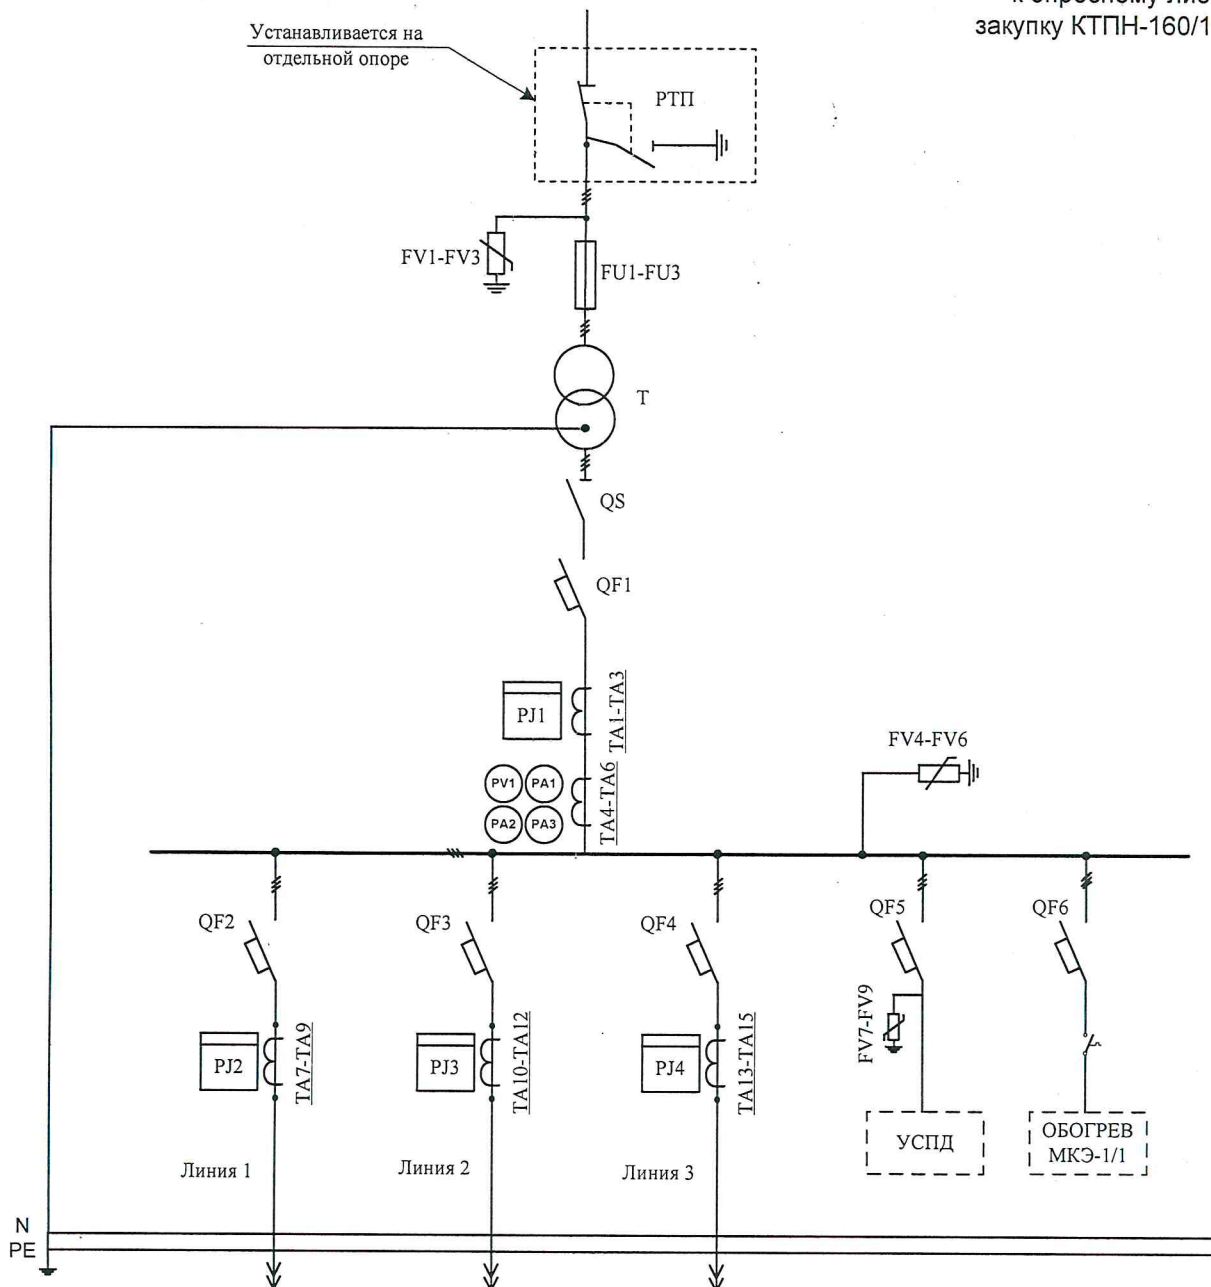 к опросному
закупку КТПН-160/1
Устанавливается на
отдельной опоре
РТП
FV1-FV3
FU1-FU3
Т
QS
QF1
PJ1
TA1-TA3
FV4-FV6
PV1
PA1
PA2
PA3
TA4-TA6
QF2
QF3
QF4
QF5
QF6
PJ2
TA7-TA9
PJ3
TA10-TA12
PJ4
TA13-TA15
FV7-FV9
УСПД
ОБОГРЕВ
МКЭ-1/1
Линия 1
Линия 2
Линия 3
N
PE